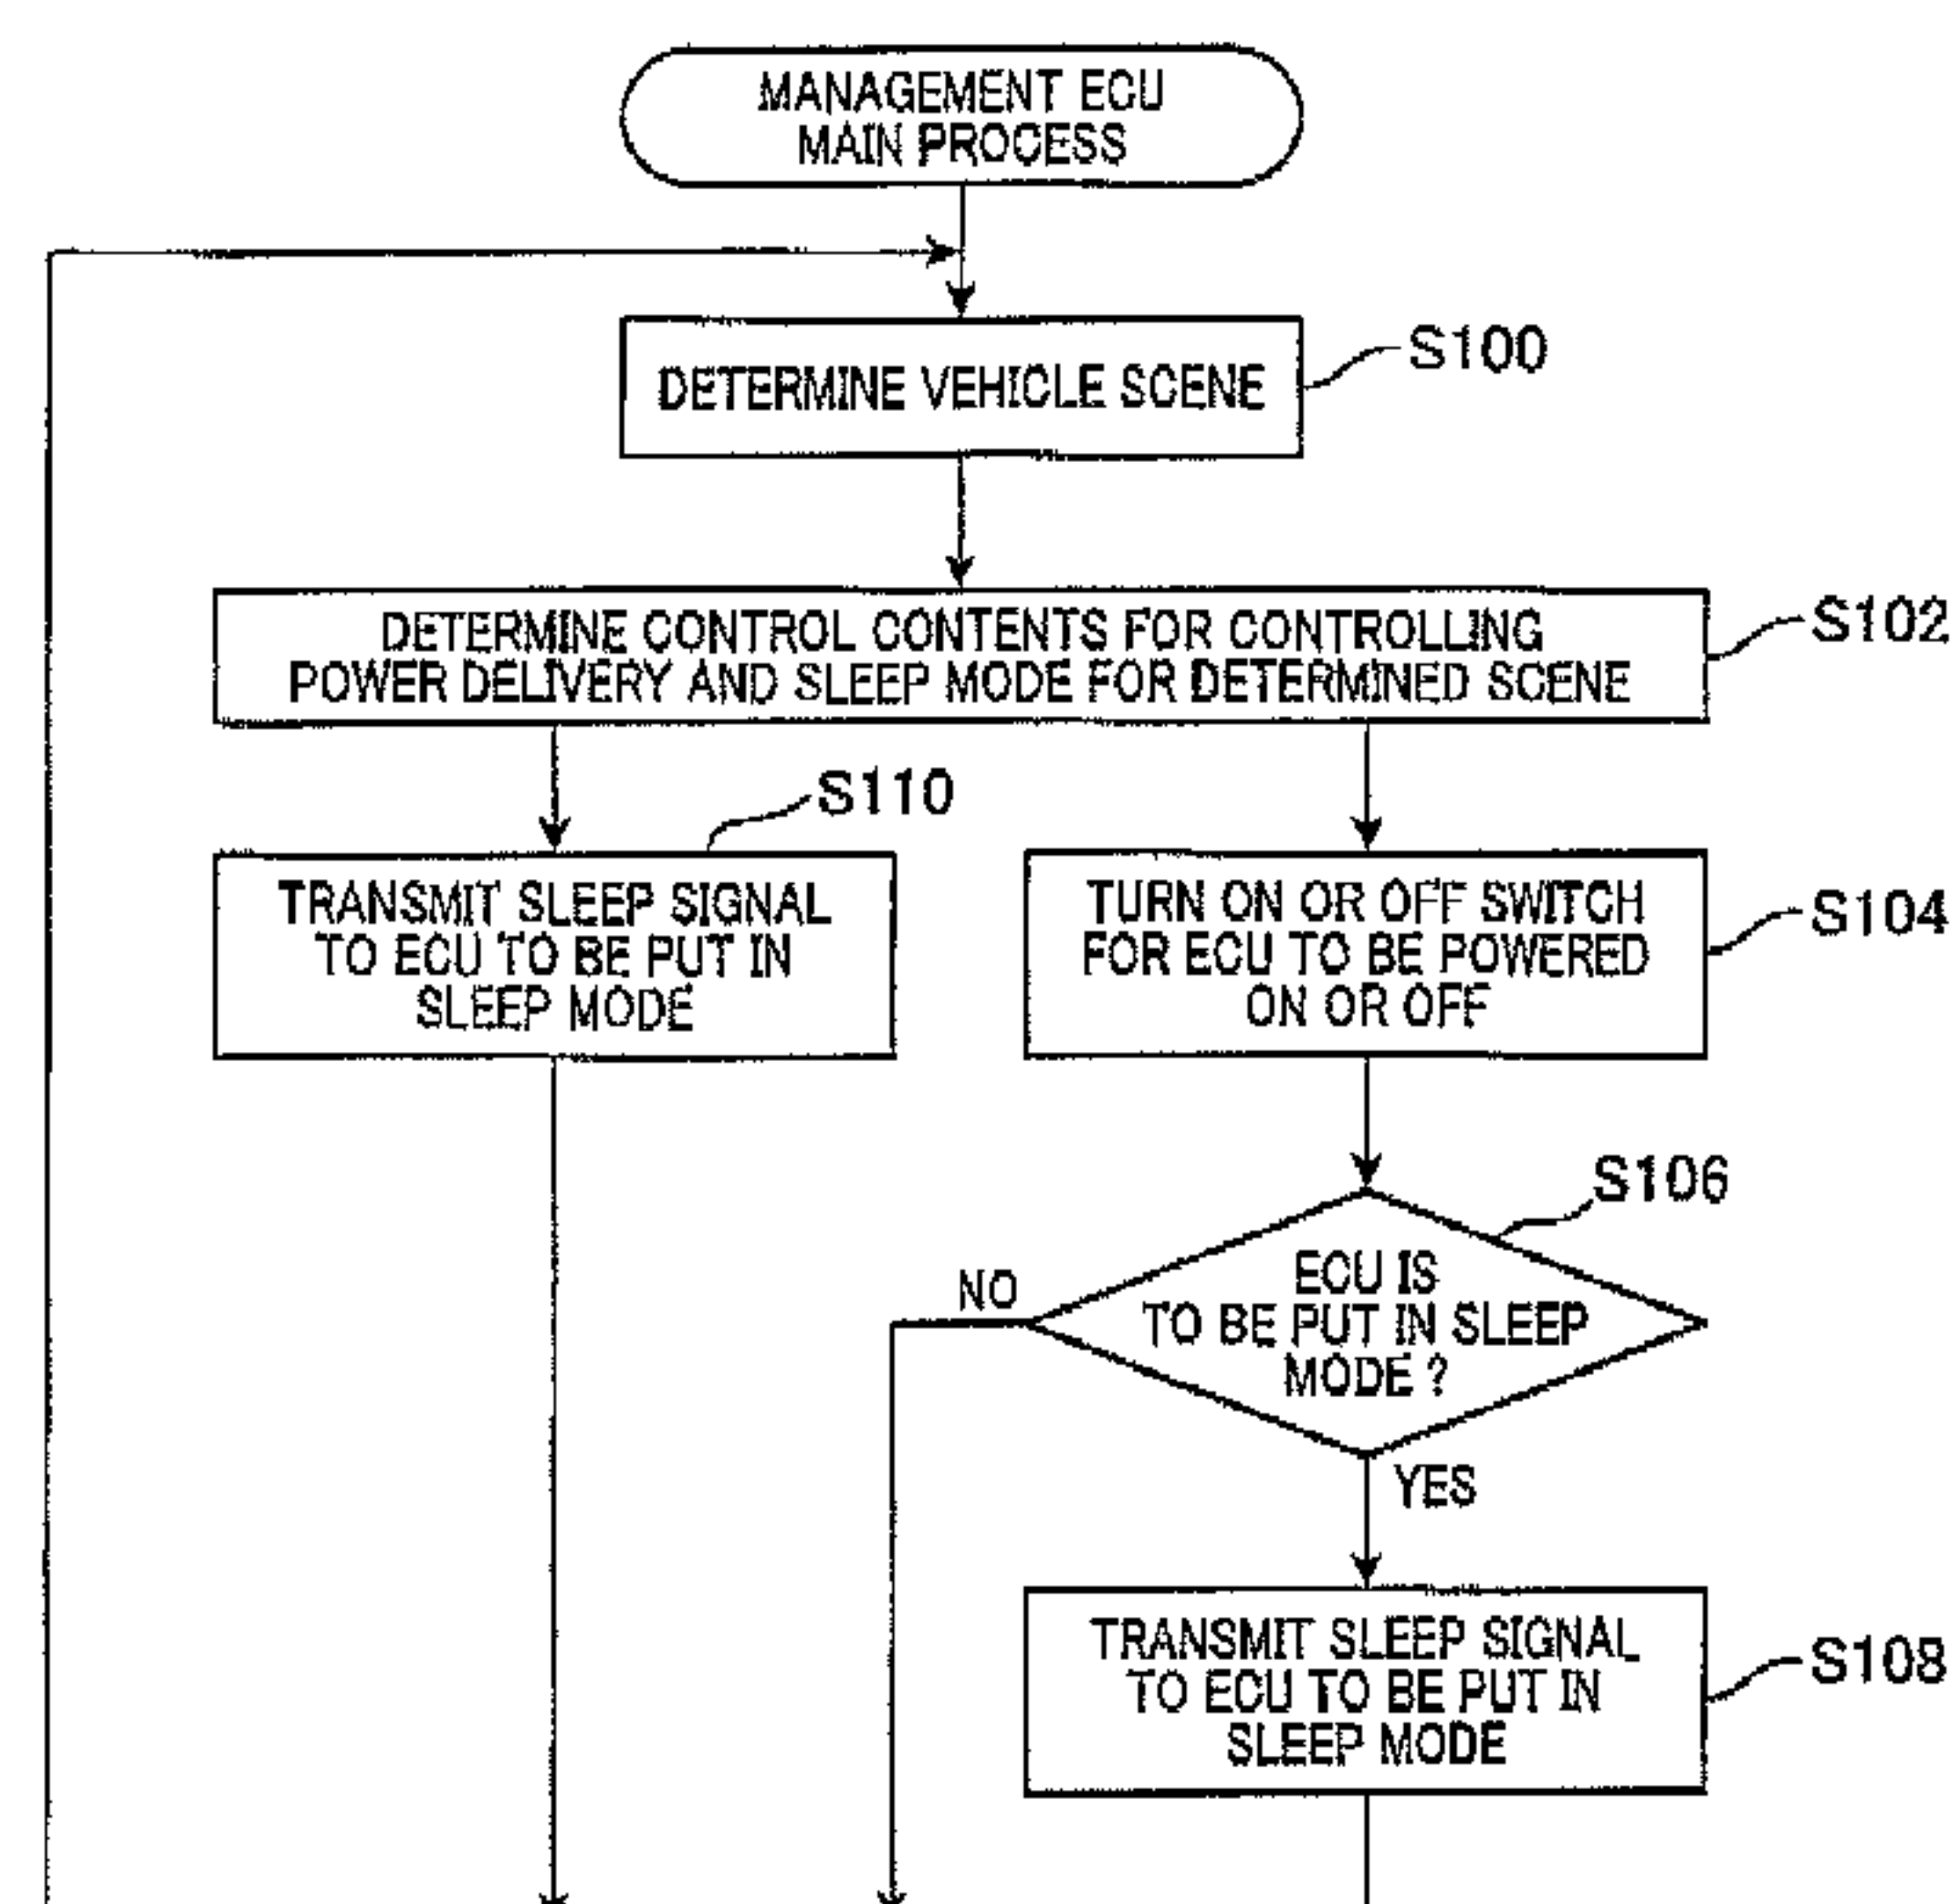 MANAGEMENT ECU
MAIN PROCESS
S100
DETERMINE VEHICLE SCENE
S102
DETERMINE CONTROL CONTENTS FOR CONTROLLING
POWER DELIVERY AND SLEEP MODE FOR DETERMINED SCENE
S110
TRANSMIT SLEEP SIGNAL
TO ECU TO BE PUT IN
SLEEP MODE
S104
TURN ON OR OFF SWITCH
FOR ECU TO BE POWERED
ON OR OFF
S106
ECU IS
TO BE PUT IN SLEEP
MODE ?
NO
YES
S108
TRANSMIT SLEEP SIGNAL
TO ECU TO BE PUT IN
SLEEP MODE